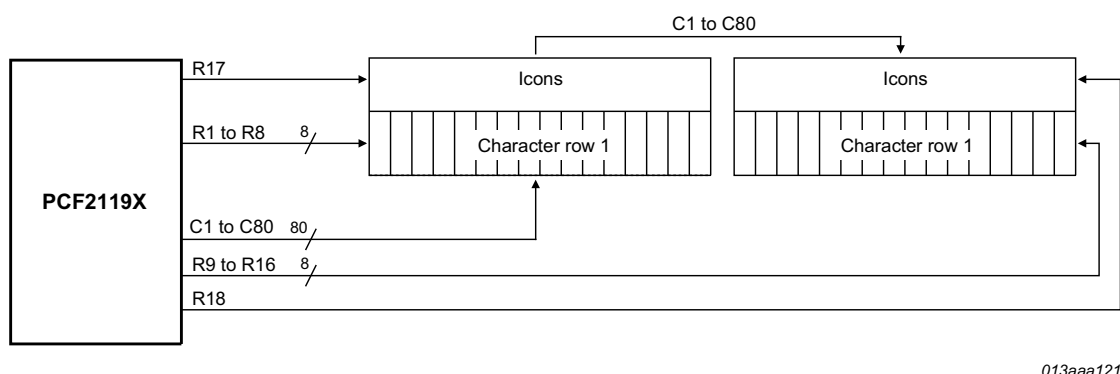 C1 to C80
R17
Icons
Icons
R1 to R8 8
Character row 1
Character row 1
PCF2119X
C1 to C80 80
R9 to R16 8
R18
013aaa121